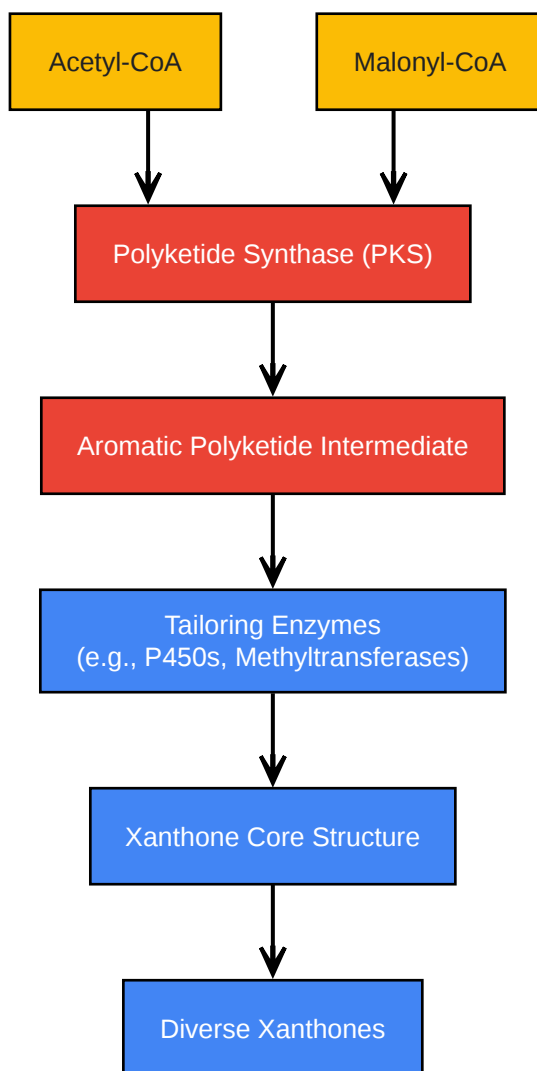 Acetyl-CoA
Malonyl-CoA
Polyketide Synthase (PKS)
Aromatic Polyketide Intermediate
Tailoring Enzymes
(e.g., P450s, Methyltransferases)
Xanthone Core Structure
Diverse Xanthones